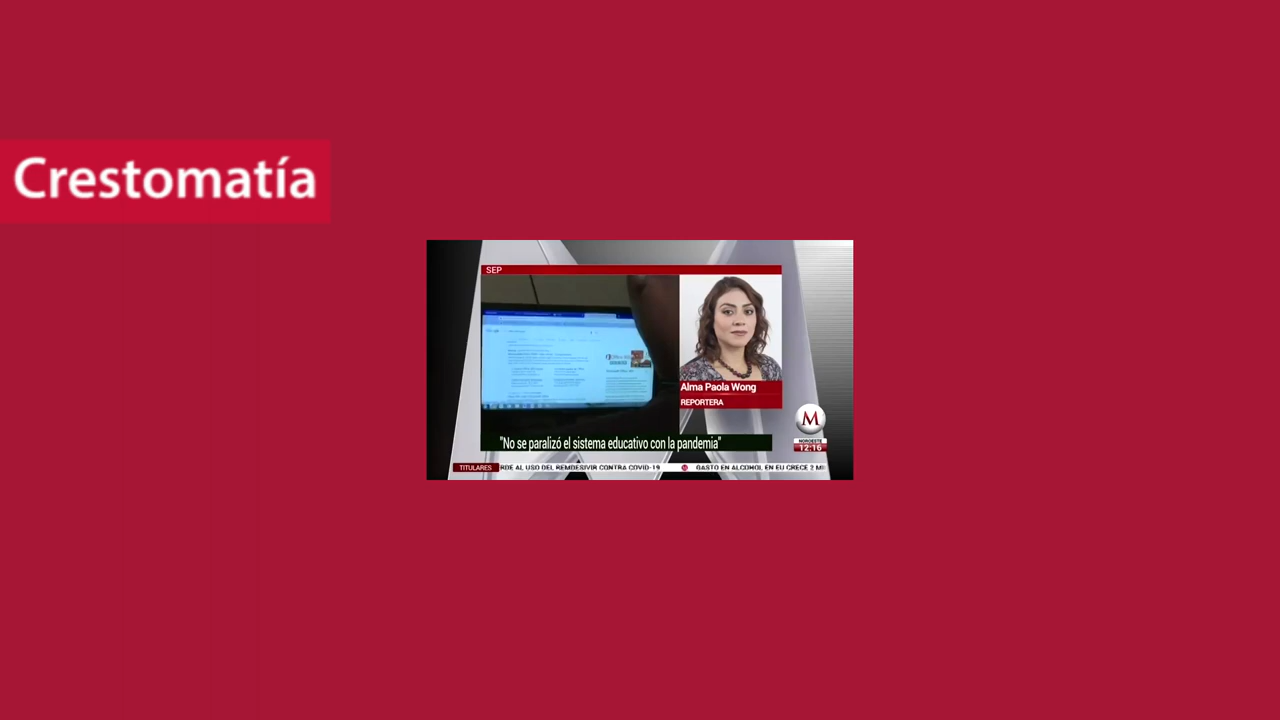 Crestomatía
SEP
Alma Paola Wong
REPORTERA
"No se paralizó el sistema educativo con la pandemia"
M
NOROESTE
12:16
TITULARES
RDE AL USO DEL REMDESIVIR CONTRA COVID-19
GASTO EN ALCOHOL EN EU CRECE 2 MI